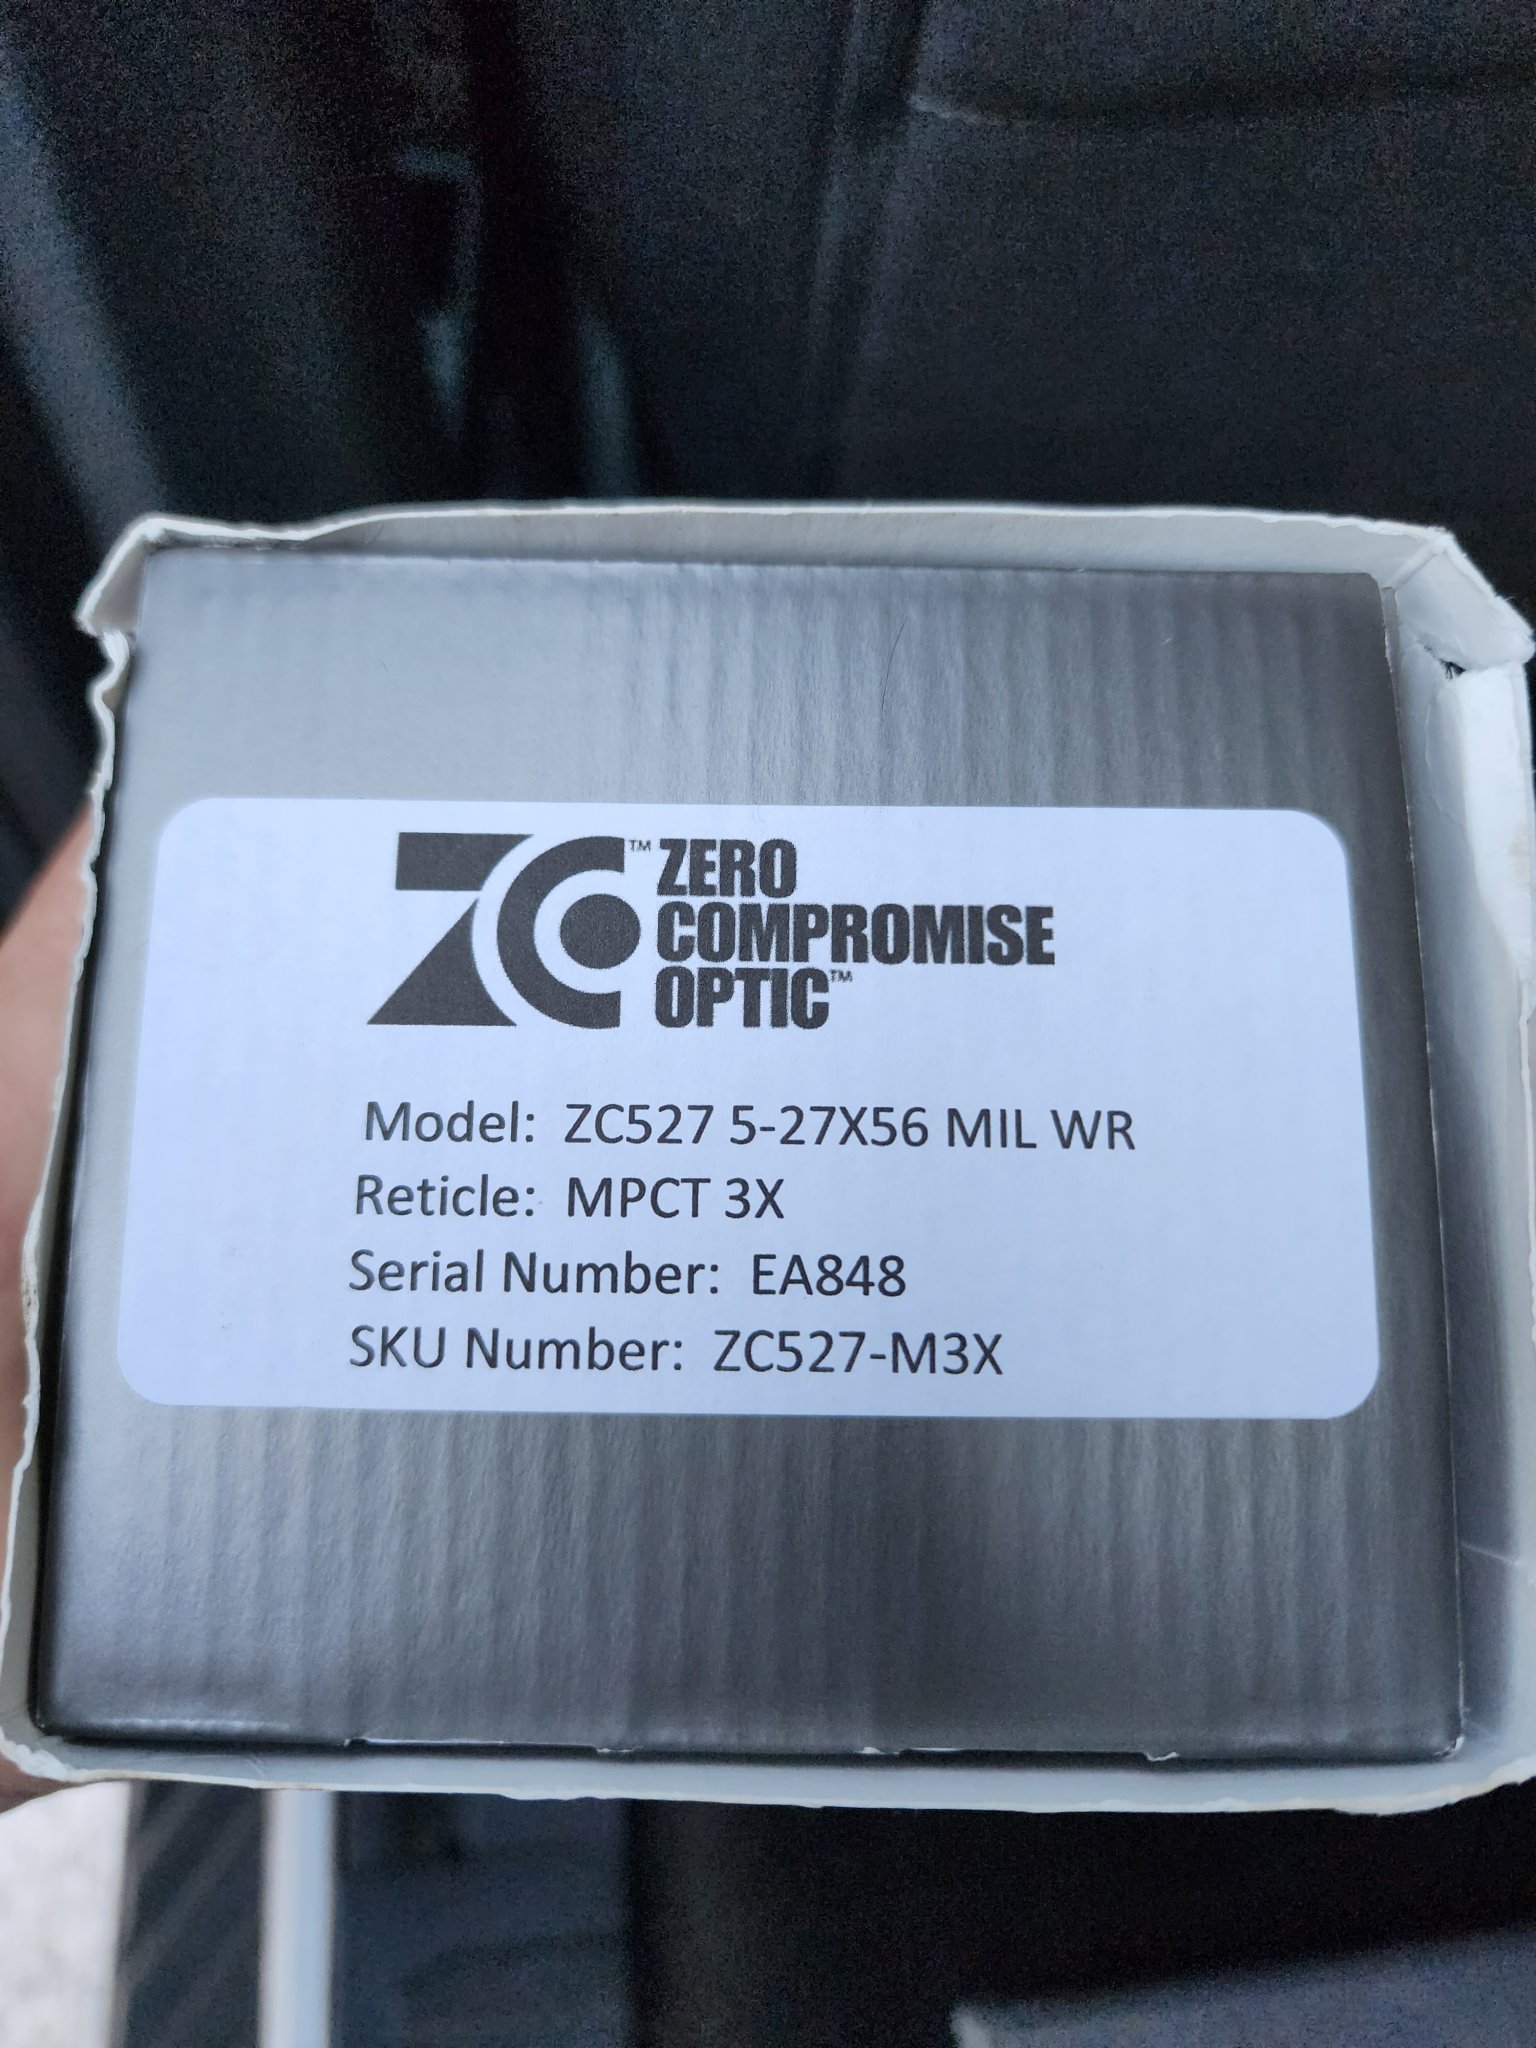 ZC™ ZERO
COMPROMISE
OPTIC™
Model: ZC527 5-27X56 MIL WR
Reticle: MPCT 3X
Serial Number: EA848
SKU Number: ZC527-M3X